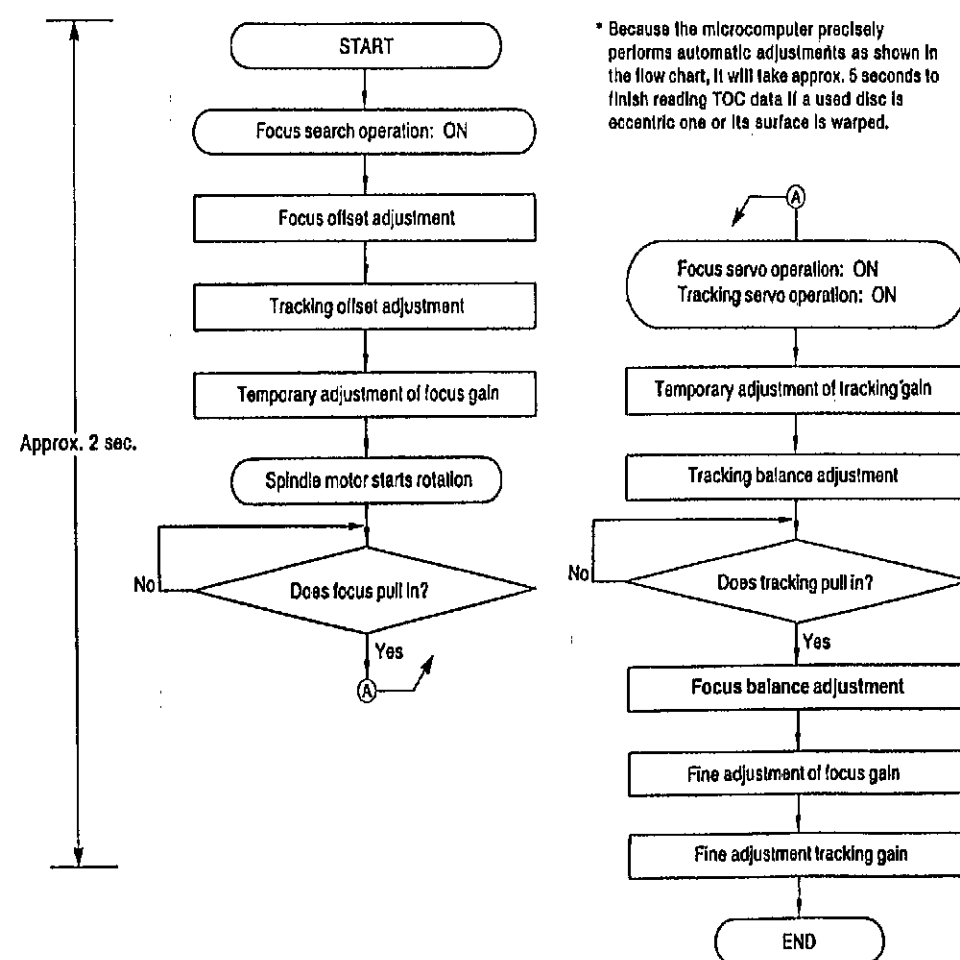 START
Focus search operation: ON
Focus offset adjustment
Tracking offset adjustment
Temporary adjustment of focus gain
Approx. 2 sec.
Spindle motor starts rotation
No
Does focus pull in?
Yes
A
* Because the microcomputer precisely
performs automatic adjustments as shown in
the flow chart, it will take approx. 5 seconds to
finish reading TOC data if a used disc is
eccentric one or its surface is warped.
A
Focus servo operation: ON
Tracking servo operation: ON
Temporary adjustment of tracking gain
Tracking balance adjustment
No
Does tracking pull in?
Yes
Focus balance adjustment
Fine adjustment of focus gain
Fine adjustment tracking gain
END